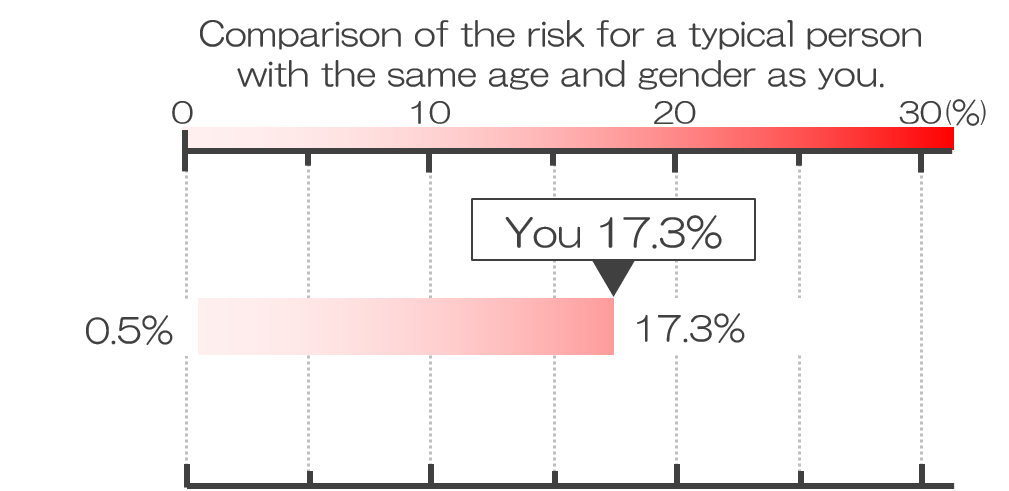 Comparison of the risk for a typical person
with the same age and gender as you.
0 10 20 30(%)
You 17.3%
0.5% 17.3%